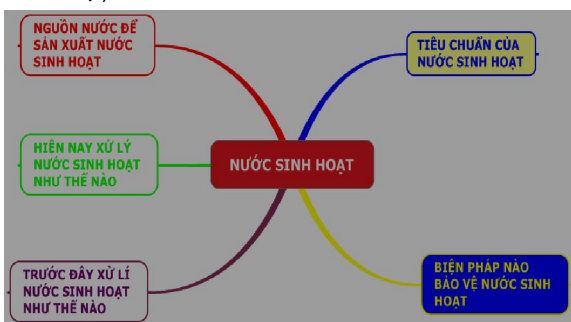 NGUỒN NƯỚC ĐỂ
SẢN XUẤT NƯỚC
SINH HOẠT
TIÊU CHUẨN CỦA
NƯỚC SINH HOẠT
HIỆN NAY XỬ LÝ
NƯỚC SINH HOẠT
NHƯ THẾ NÀO
NƯỚC SINH HOẠT
TRƯỚC ĐÂY XỬ LÍ
NƯỚC SINH HOẠT
NHƯ THẾ NÀO
BIỆN PHÁP NÀO
BẢO VỆ NƯỚC SINH
HOẠT